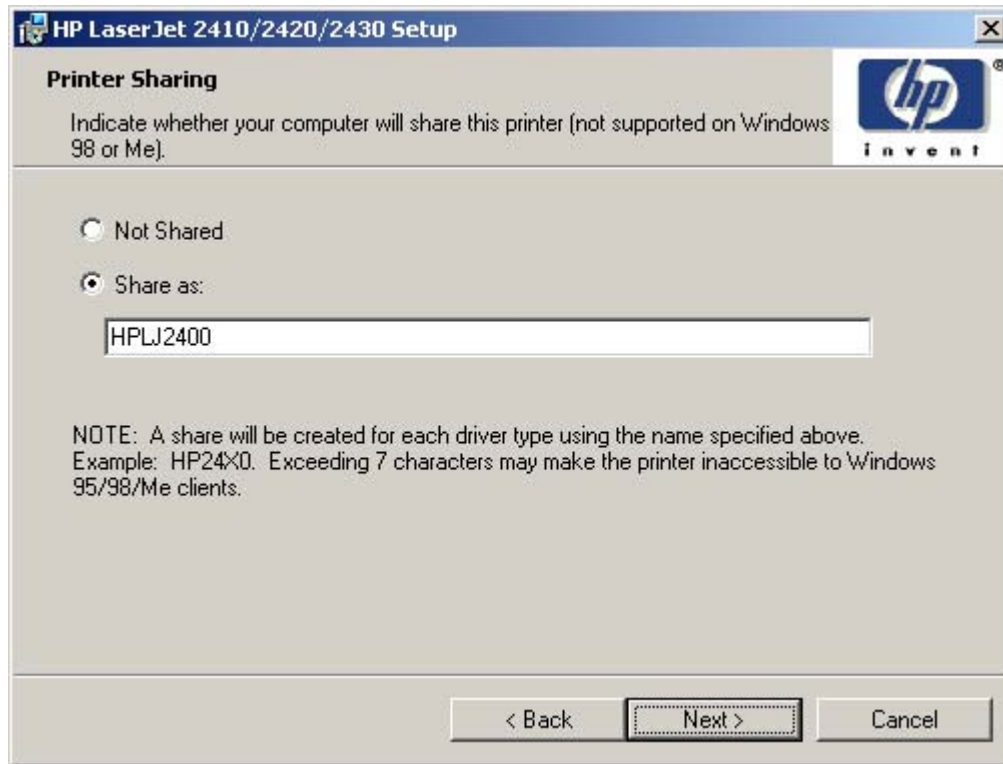 HP LaserJet 2410/2420/2430 Setup
Printer Sharing
Indicate whether your computer will share this printer (not supported on Windows
98 or Me).
hp
®
invent
Not Shared
Share as:
HPLJ2400
NOTE:  A share will be created for each driver type using the name specified above.
Example:  HP24X0.  Exceeding 7 characters may make the printer inaccessible to Windows
95/98/Me clients.
< Back
Next >
Cancel